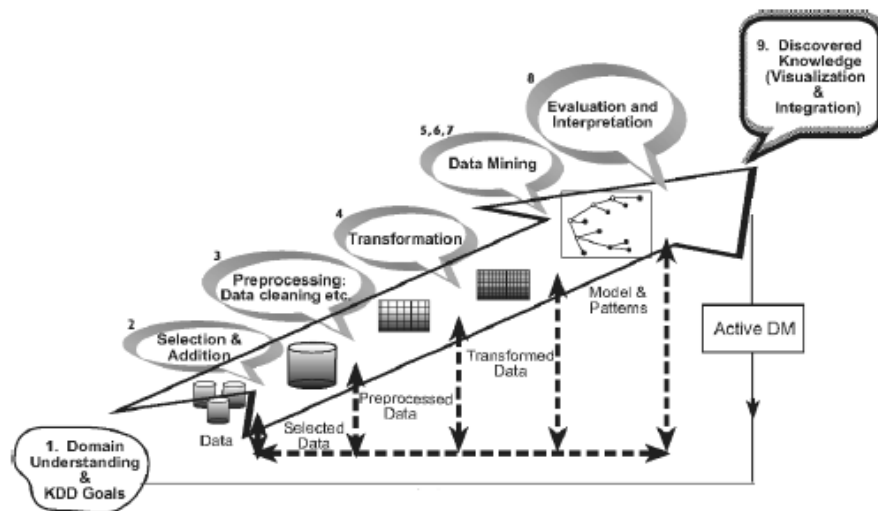 1. Domain
Understanding
&
KDD Goals
2
Selection &
Addition
Data
3
Preprocessing:
Data cleaning etc.
Selected
Data
4
Transformation
Preprocessed
Data
5, 6, 7
Data Mining
Transformed
Data
8
Evaluation and
Interpretation
Model &
Patterns
9. Discovered
Knowledge
(Visualization
&
Integration)
Active DM